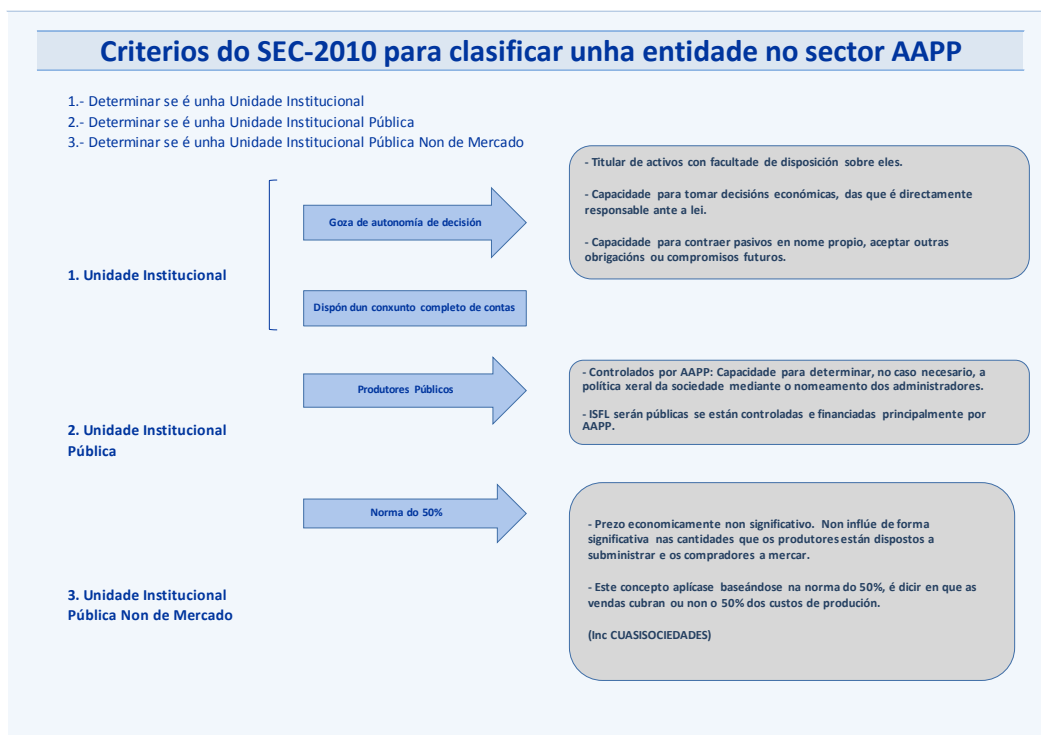 Criterios do SEC-2010 para clasificar unha entidade no sector AAPP
1.- Determinar se é unha Unidade Institucional
2.- Determinar se é unha Unidade Institucional Pública
3.- Determinar se é unha Unidade Institucional Pública Non de Mercado
1. Unidade Institucional
Goza de autonomía de decisión
- Titular de activos con facultade de disposición sobre eles.
- Capacidade para tomar decisións económicas, das que é directamente
responsable ante a lei.
- Capacidade para contraer pasivos en nome propio, aceptar outras
obrigacións ou compromisos futuros.
Dispón dun conxunto completo de contas
2. Unidade Institucional
Pública
Produtores Públicos
- Controlados por AAPP: Capacidade para determinar, no caso necesario, a
política xeral da sociedade mediante o nomeamento dos administradores.
- ISFL serán públicas se están controladas e financiadas principalmente por
AAPP.
3. Unidade Institucional
Pública Non de Mercado
Norma do 50%
- Prezo economicamente non significativo. Non inflúe de forma
significativa nas cantidades que os produtores están dispostos a
subministrar e os compradores a mercar.
- Este concepto aplícase baseándose na norma do 50%, é dicir en que as
vendas cubran ou non o 50% dos custos de produción.
(Inc CUASISOCIEDADES)